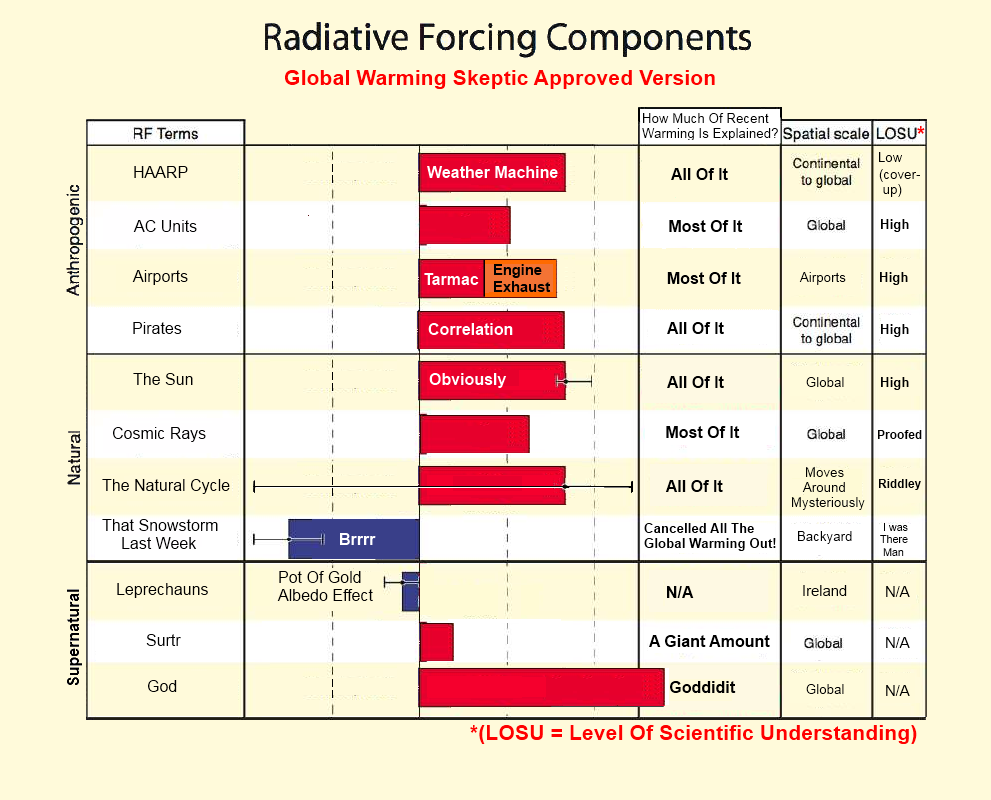 Radiative Forcing Components
Global Warming Skeptic Approved Version
RF Terms
How Much Of Recent
Warming Is Explained?
Spatial scale
LOSU*
Anthropogenic
HAARP
Weather Machine
All Of It
Continental
to global
Low
(cover-
up)
AC Units
Most Of It
Global
High
Airports
Tarmac
Engine
Exhaust
Most Of It
Airports
High
Pirates
Correlation
All Of It
Continental
to global
High
Natural
The Sun
Obviously
All Of It
Global
High
Cosmic Rays
Most Of It
Global
Proofed
The Natural Cycle
All Of It
Moves
Around
Mysteriously
Riddley
That Snowstorm
Last Week
Brrrr
Cancelled All The
Global Warming Out!
Backyard
I was
There
Man
Supernatural
Leprechauns
Pot Of Gold
Albedo Effect
N/A
Ireland
N/A
Surtr
A Giant Amount
Global
N/A
God
Goddidit
Global
N/A
*(LOSU = Level Of Scientific Understanding)